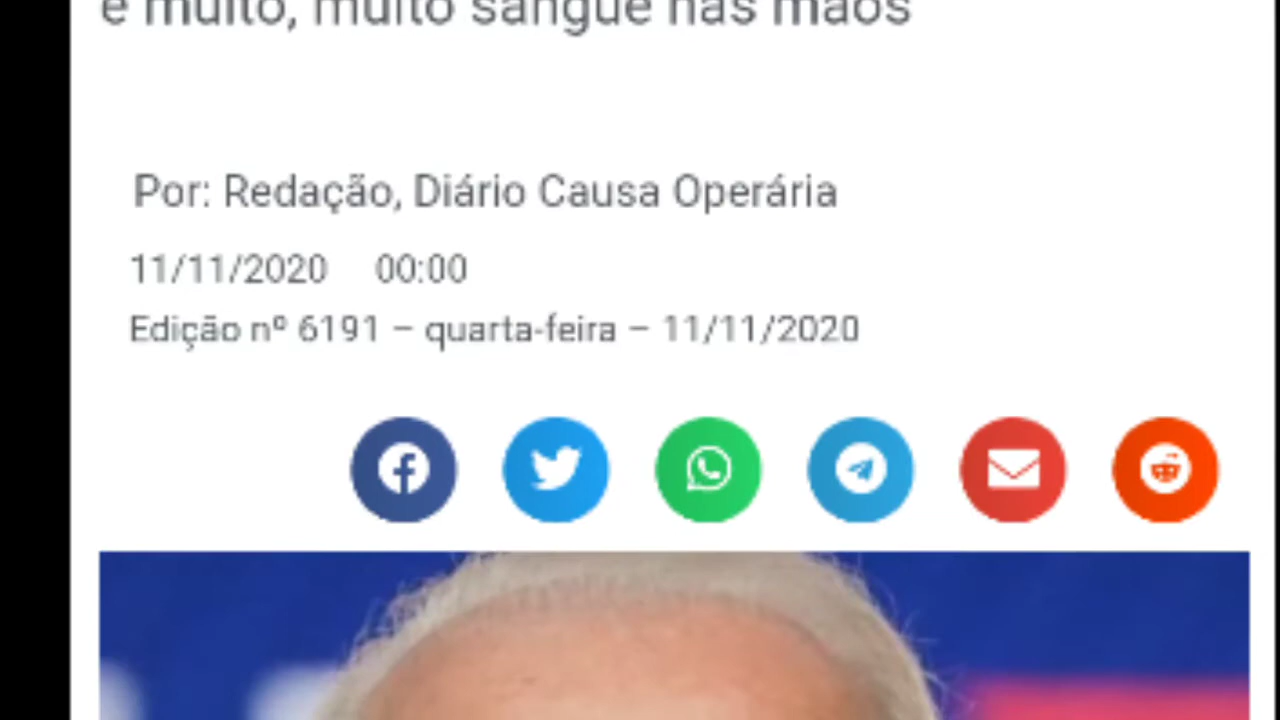 e muito, muito sangue nas mãos
Por: Redação, Diário Causa Operária
11/11/2020 00:00
Edição nº 6191 – quarta-feira – 11/11/2020